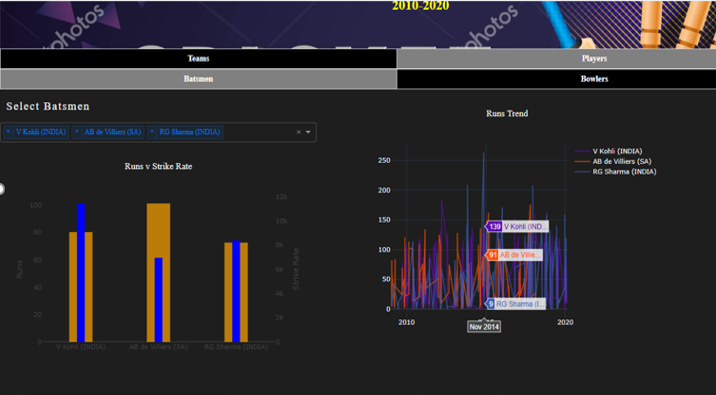 2010-2020
photos
photos
Teams
Players
Batsmen
Bowlers
Select Batsmen
× V Kohli (INDIA) × AB de Villiers (SA) × RG Sharma (INDIA) ×
Runs v Strike Rate
100
80
60
40
20
0
Runs
12k
10k
8k
6k
4k
2k
0
Strike Rate
V Kohli (INDIA) AB de Villiers (SA) RG Sharma (INDIA)
Runs Trend
250
200
150
100
50
0
2010
2020
139 V Kohli (IND...
91 AB de Villie...
9 RG Sharma (I...
Nov 2014
V Kohli (INDIA)
AB de Villiers (SA)
RG Sharma (INDIA)